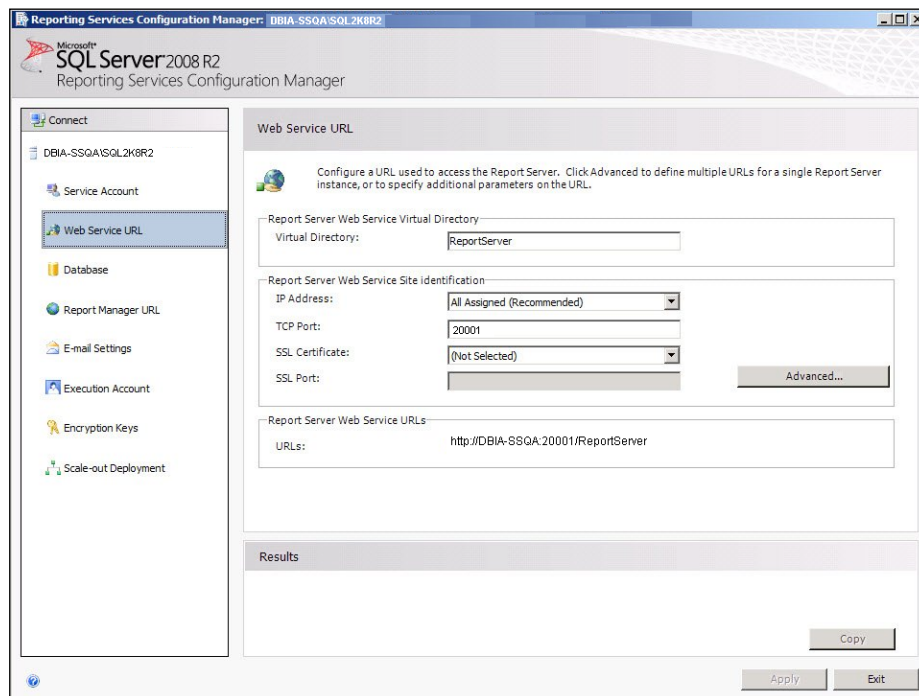 Reporting Services Configuration Manager: DBIA-SSQA\SQL2K8R2
Microsoft®
SQL Server 2008 R2
Reporting Services Configuration Manager
Connect
DBIA-SSQA\SQL2K8R2
Service Account
Web Service URL
Database
Report Manager URL
E-mail Settings
Execution Account
Encryption Keys
Scale-out Deployment
Web Service URL
Configure a URL used to access the Report Server. Click Advanced to define multiple URLs for a single Report Server
instance, or to specify additional parameters on the URL.
Report Server Web Service Virtual Directory
Virtual Directory: ReportServer
Report Server Web Service Site identification
IP Address: All Assigned (Recommended)
TCP Port: 20001
SSL Certificate: (Not Selected)
SSL Port:
Advanced...
Report Server Web Service URLs
URLs: http://DBIA-SSQA:20001/ReportServer
Results
Copy
Apply Exit